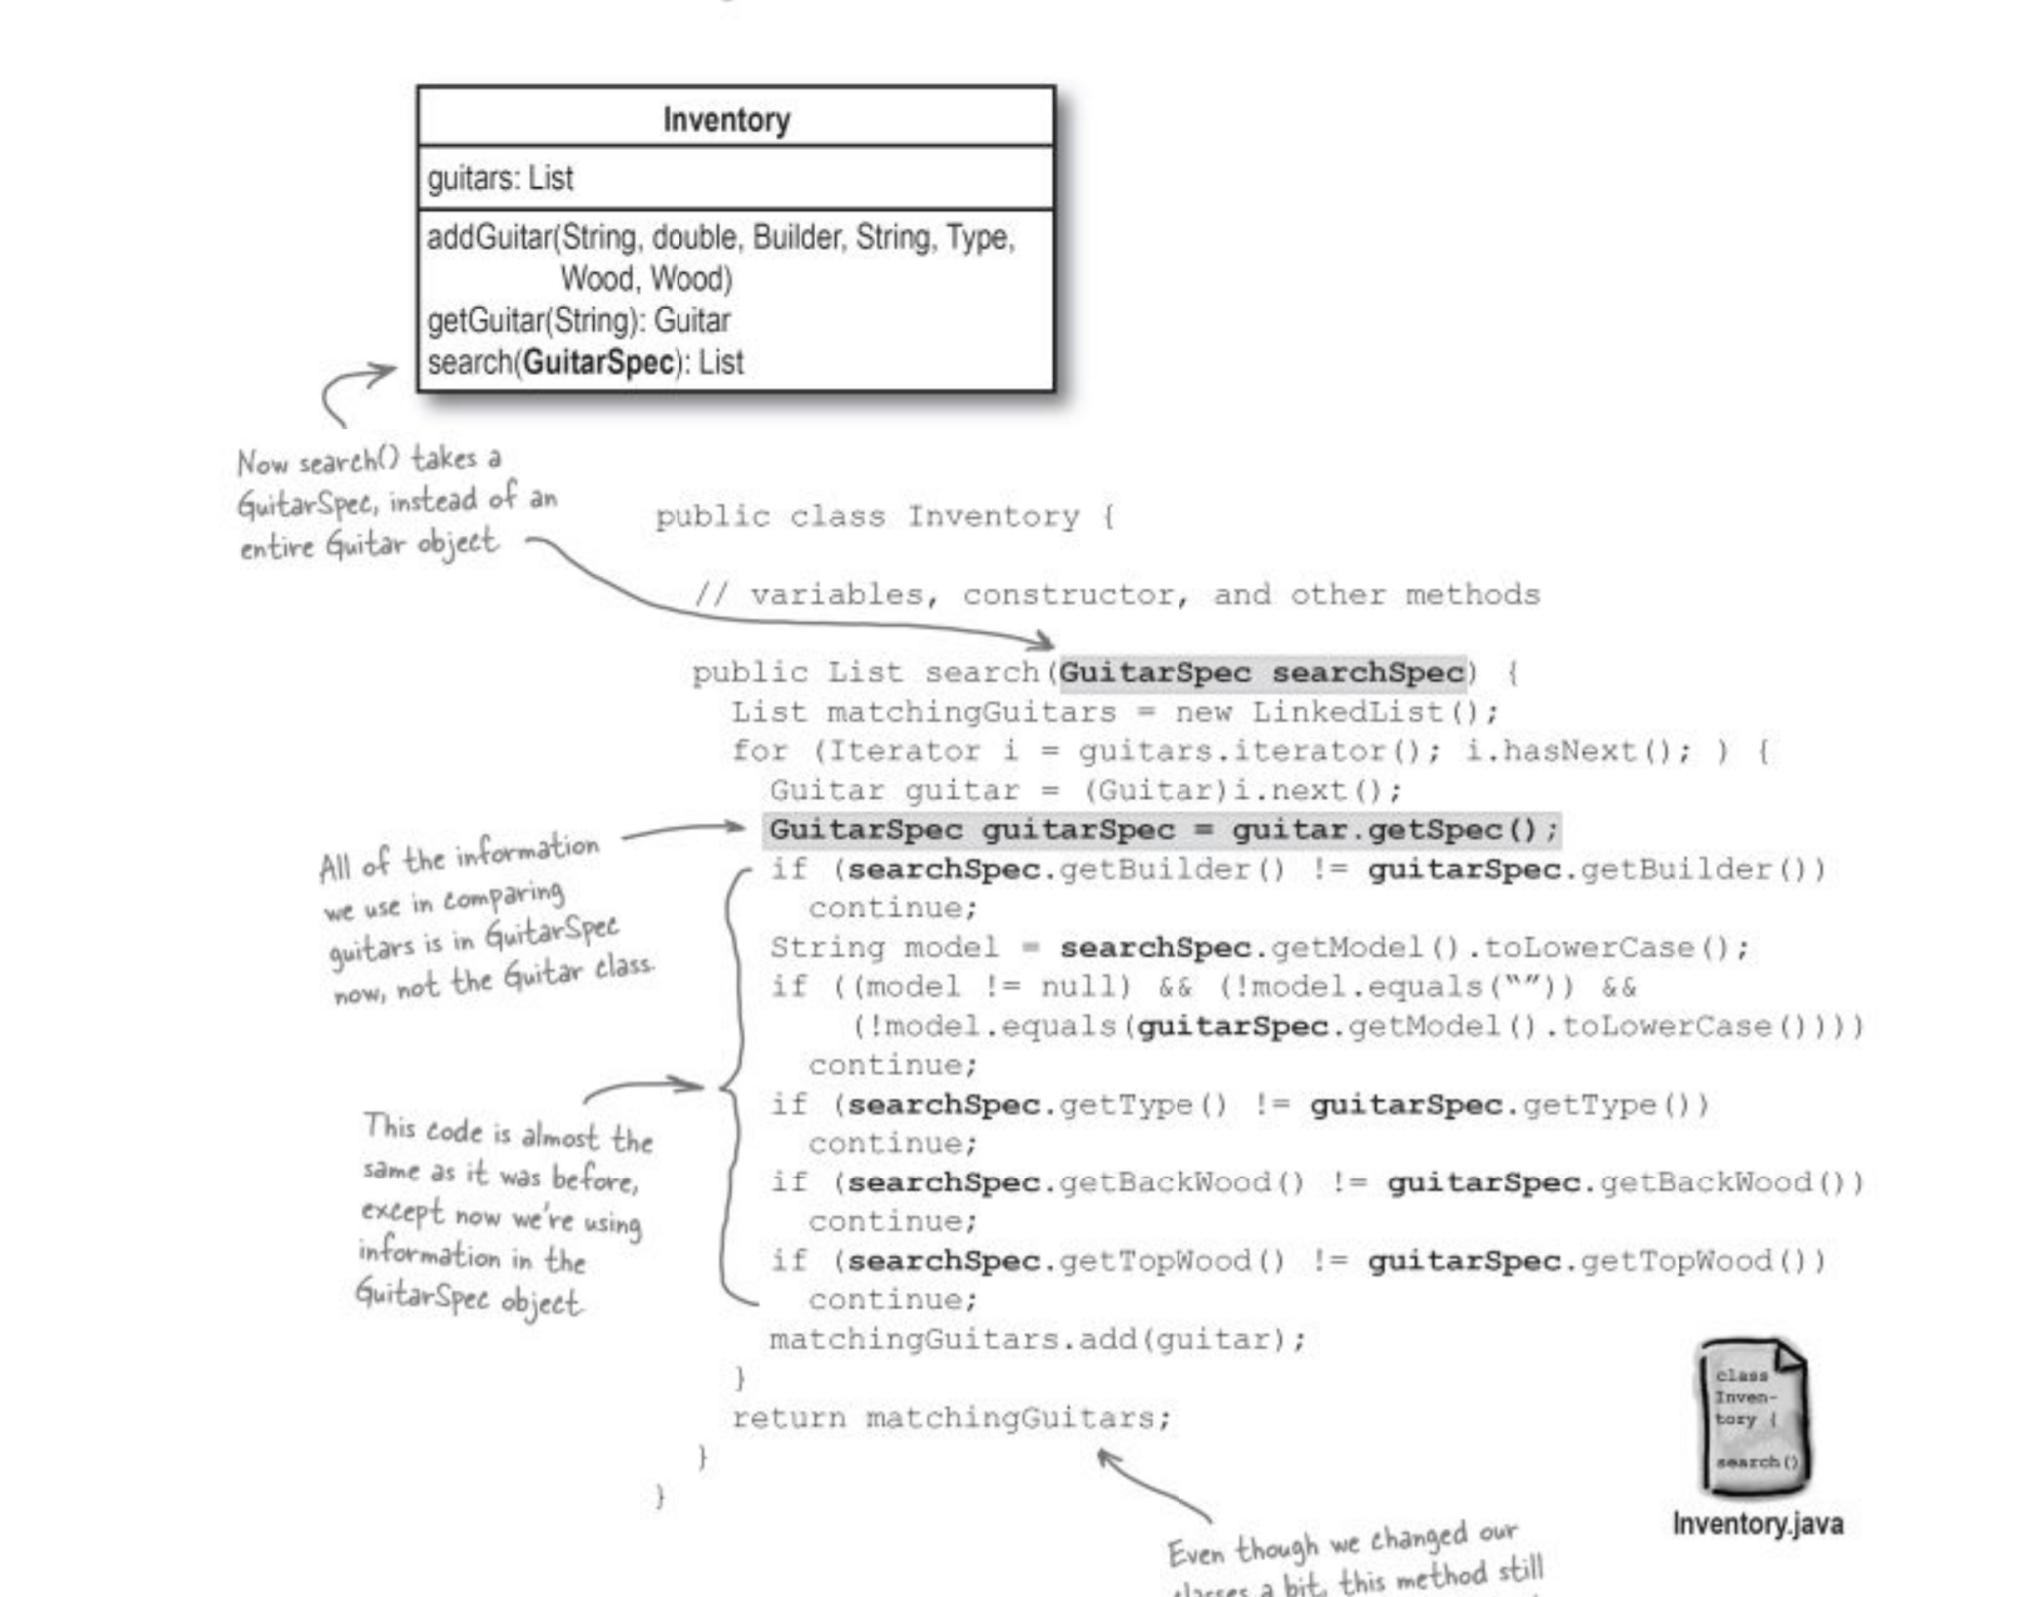 Inventory
guitars: List
addGuitar(String, double, Builder, String, Type,
Wood, Wood)
getGuitar(String): Guitar
search(GuitarSpec): List
Now search() takes a
GuitarSpec, instead of an
entire Guitar object
public class Inventory {
// variables, constructor, and other methods
public List search(GuitarSpec searchSpec) {
List matchingGuitars = new LinkedList();
for (Iterator i = guitars.iterator(); i.hasNext(); ) {
Guitar guitar = (Guitar)i.next();
GuitarSpec guitarSpec = guitar.getSpec();
if (searchSpec.getBuilder() != guitarSpec.getBuilder())
continue;
String model = searchSpec.getModel().toLowerCase();
if ((model != null) && (!model.equals(“”)) &&
(!model.equals(guitarSpec.getModel().toLowerCase())))
continue;
if (searchSpec.getType() != guitarSpec.getType())
continue;
if (searchSpec.getBackWood() != guitarSpec.getBackWood())
continue;
if (searchSpec.getTopWood() != guitarSpec.getTopWood())
continue;
matchingGuitars.add(guitar);
}
return matchingGuitars;
}
}
All of the information
we use in comparing
guitars is in GuitarSpec
now, not the Guitar class.
This code is almost the
same as it was before,
except now we're using
information in the
GuitarSpec object
class
Inven-
tory {
search()
Inventory.java
Even though we changed our
a bit, this method still